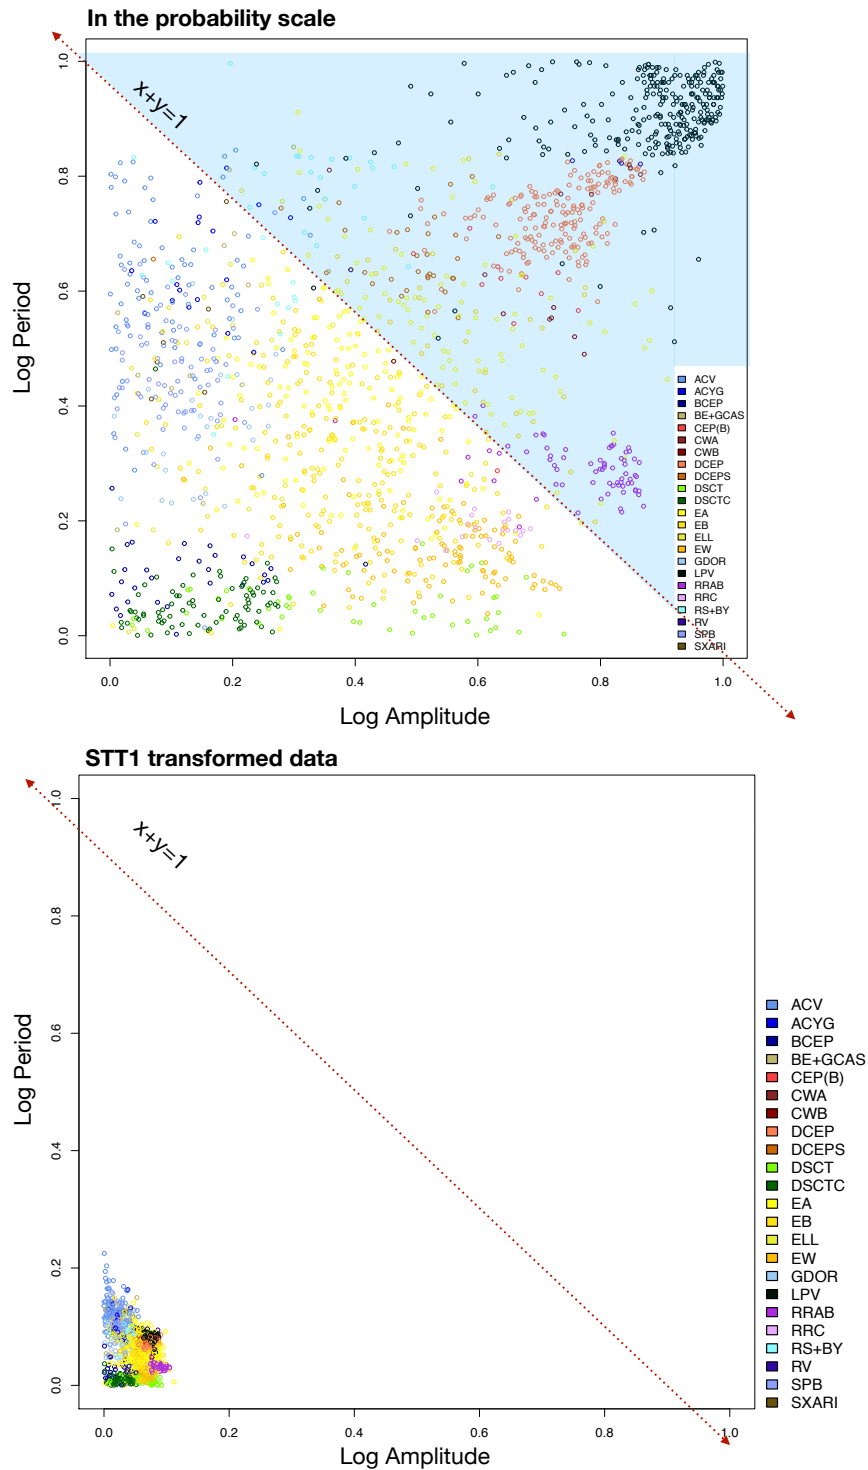 In the probability scale
x+y=1
Log Period
0.0
0.2
0.4
0.6
0.8
1.0
ACV
ACYG
BCEP
BE+GCAS
CEP(B)
CWA
CWB
DCEP
DCEPS
DSCT
DSCTC
EA
EB
ELL
EW
GDOR
LPV
RRAB
RRC
RS+BY
RV
SPB
SXARI
0.0 0.2 0.4 0.6 0.8 1.0
Log Amplitude
STT1 transformed data
x+y=1
Log Period
0.0
0.2
0.4
0.6
0.8
1.0
ACV
ACYG
BCEP
BE+GCAS
CEP(B)
CWA
CWB
DCEP
DCEPS
DSCT
DSCTC
EA
EB
ELL
EW
GDOR
LPV
RRAB
RRC
RS+BY
RV
SPB
SXARI
0.0 0.2 0.4 0.6 0.8 1.0
Log Amplitude